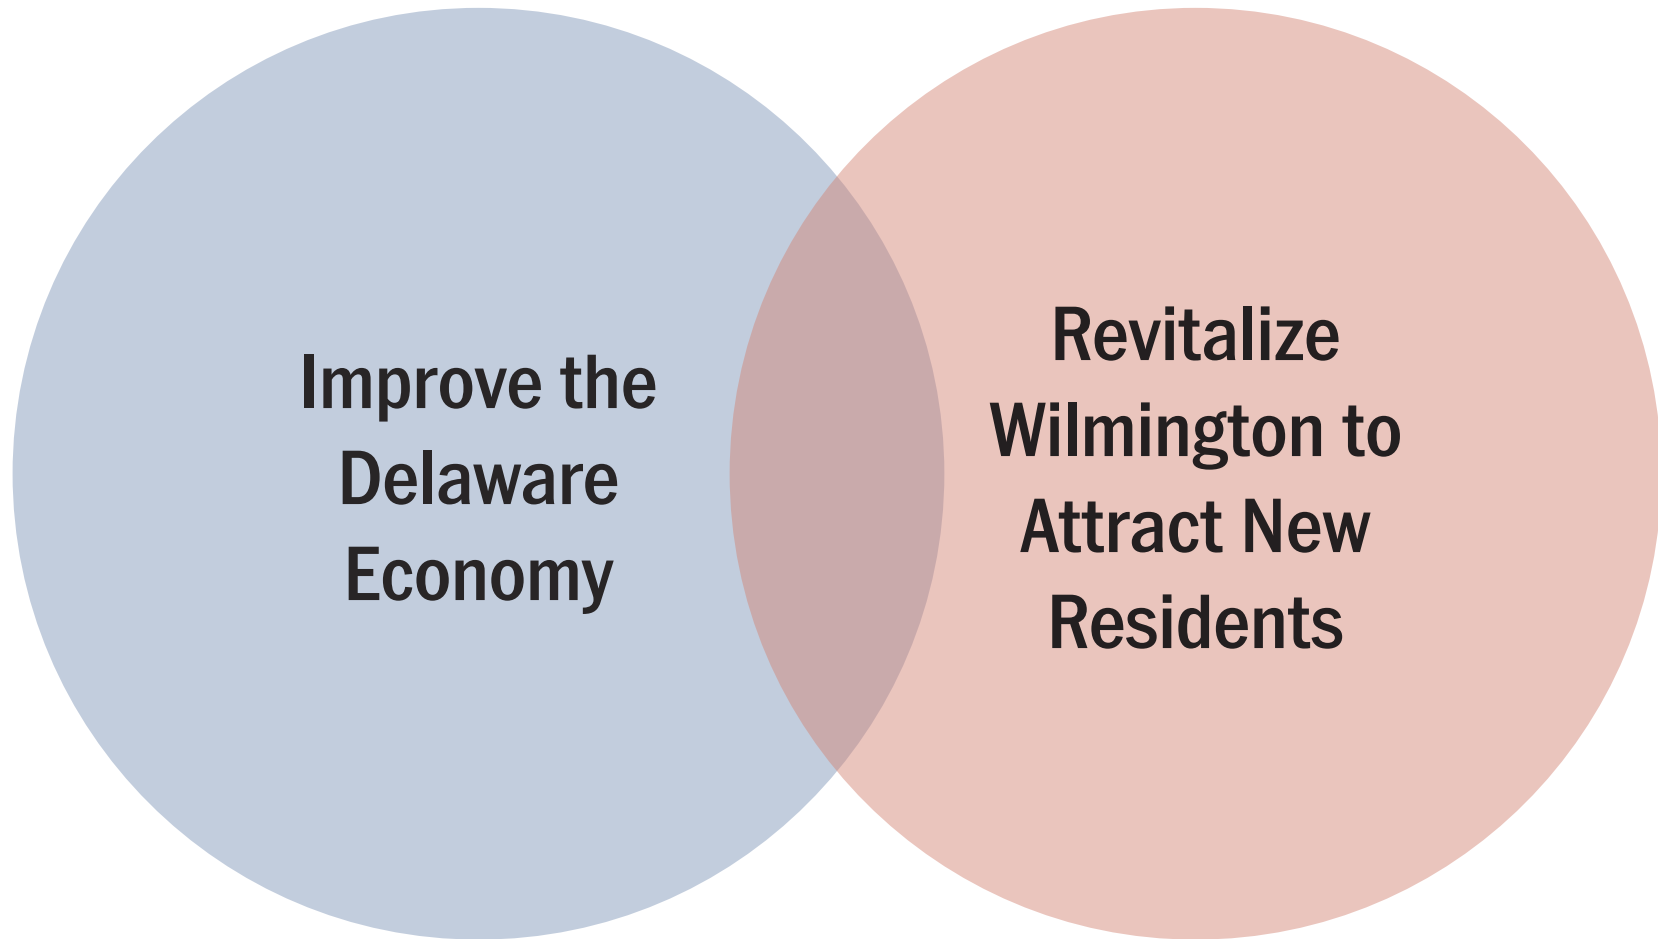 Improve the
Delaware
Economy
Revitalize
Wilmington to
Attract New
Residents